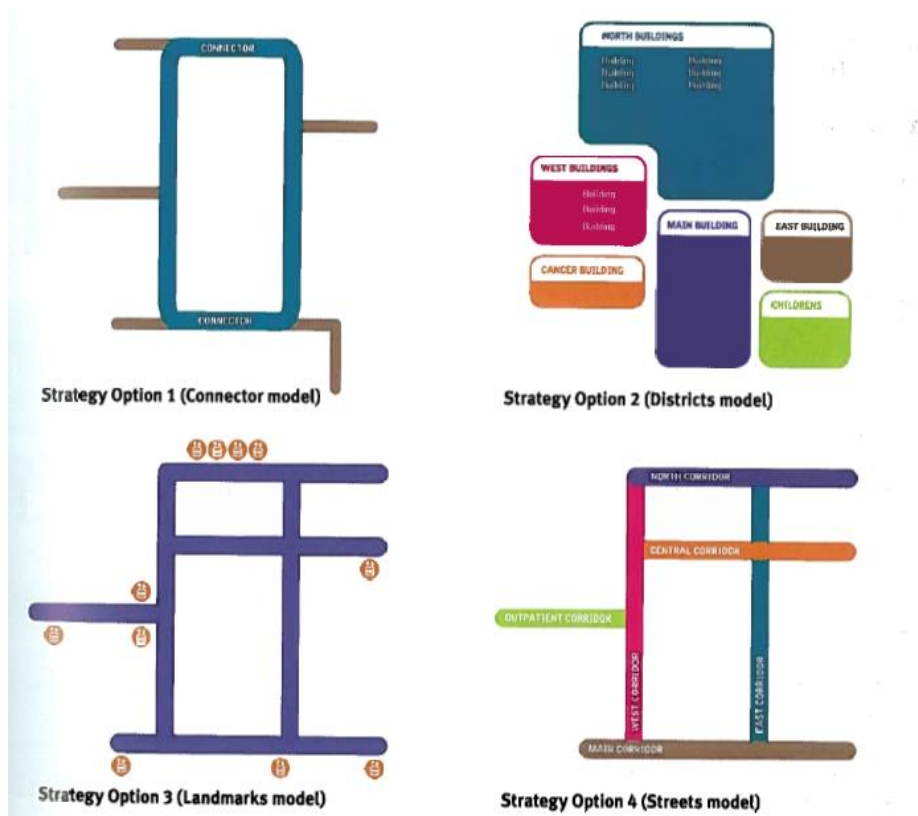 CONNECTOR
CONNECTOR
Strategy Option 1 (Connector model)
NORTH BUILDINGS
Building Building
Building Building
Building Building
WEST BUILDINGS
Building
Building
Building
MAIN BUILDING
EAST BUILDING
CANCER BUILDING
CHILDRENS
Strategy Option 2 (Districts model)
Strategy Option 3 (Landmarks model)
NORTH CORRIDOR
CENTRAL CORRIDOR
OUTPATIENT CORRIDOR
WEST CORRIDOR
EAST CORRIDOR
MAIN CORRIDOR
Strategy Option 4 (Streets model)